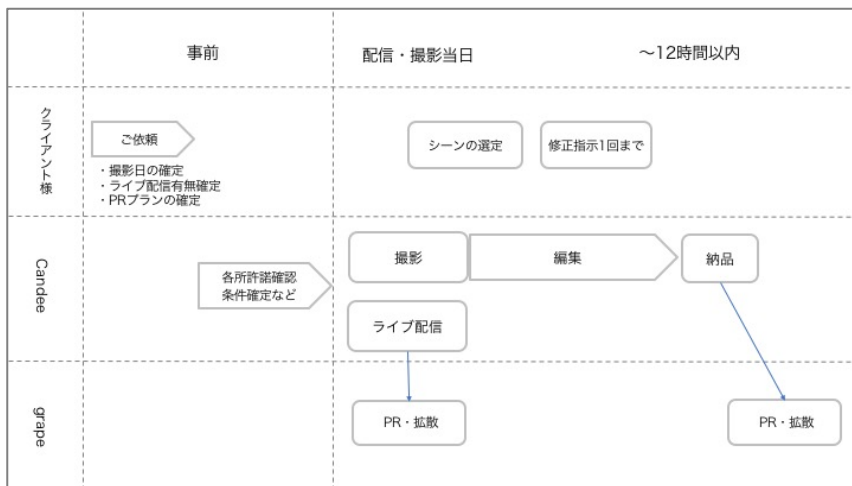 事前
配信・撮影当日
～12時間以内
クライアント様
ご依頼
・撮影日の確定
・ライブ配信有無確定
・PRプランの確定
シーンの選定
修正指示1回まで
Candee
各所許諾確認
条件確定など
撮影
編集
納品
ライブ配信
grape
PR・拡散
PR・拡散